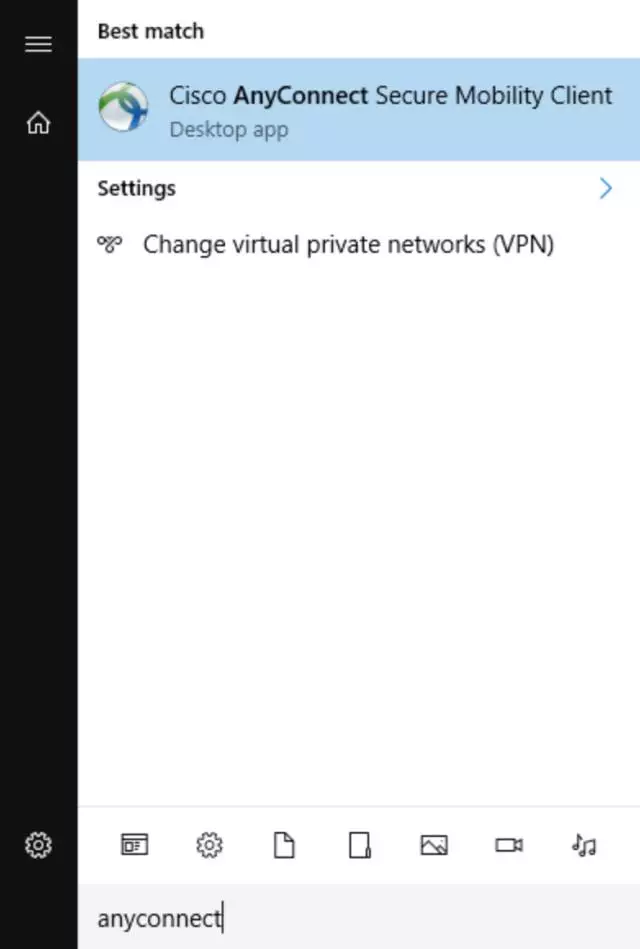 Best match
Cisco AnyConnect Secure Mobility Client
Desktop app
Settings
Change virtual private networks (VPN)
anyconnect